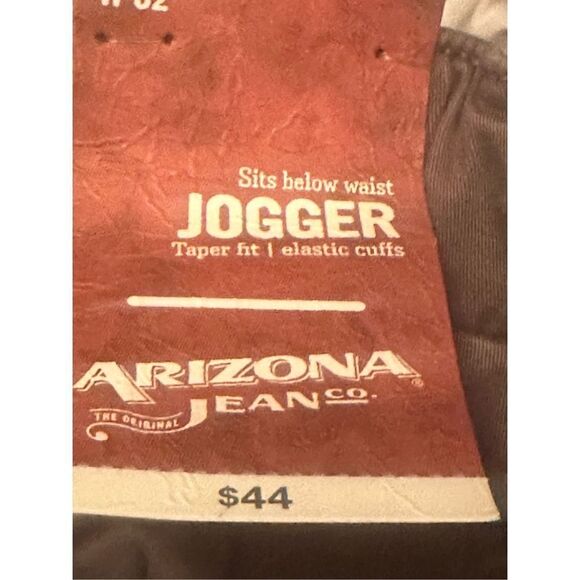 Sits below waist
JOGGER
Taper fit | elastic cuffs
ARIZONA®
THE ORIGINAL JEAN CO.
$44